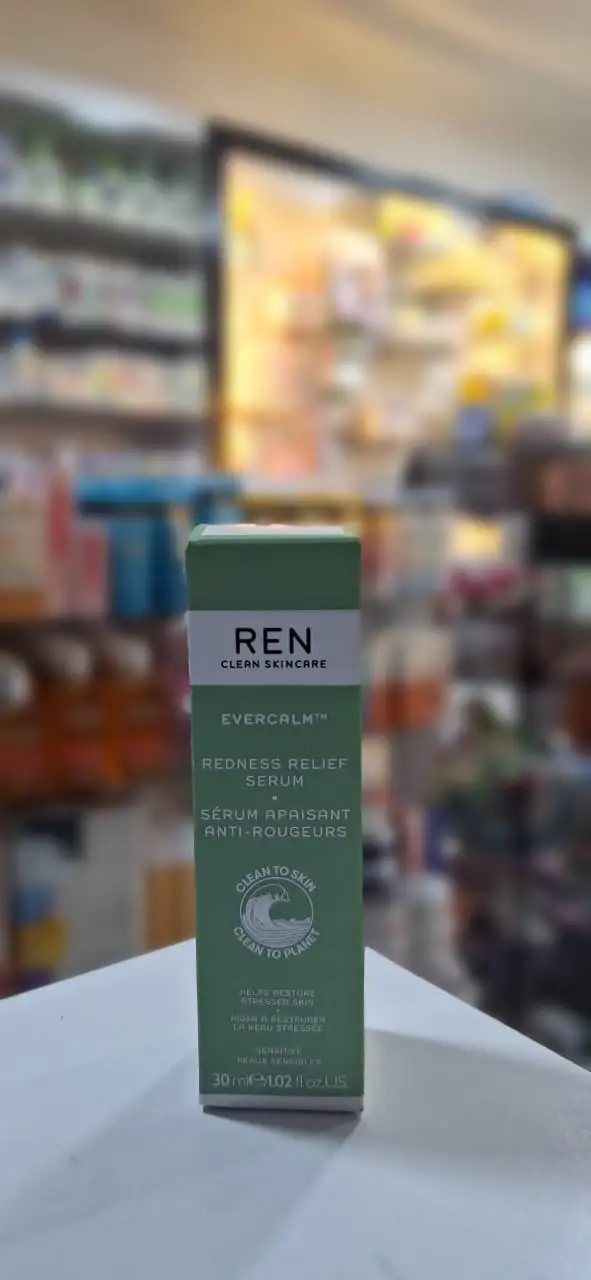 REN
CLEAN SKINCARE
EVERCALM™
REDNESS RELIEF
SERUM
•
SÉRUM APAISANT
ANTI-ROUGEURS
CLEAN TO SKIN
CLEAN TO PLANET
HELPS RESTORE
STRESSED SKIN
•
AIDER À RESTAURER
LA PEAU STRESSÉE
SENSITIVE
PEAUX SENSIBLES
30 ml ℮/1.02 fl oz.US